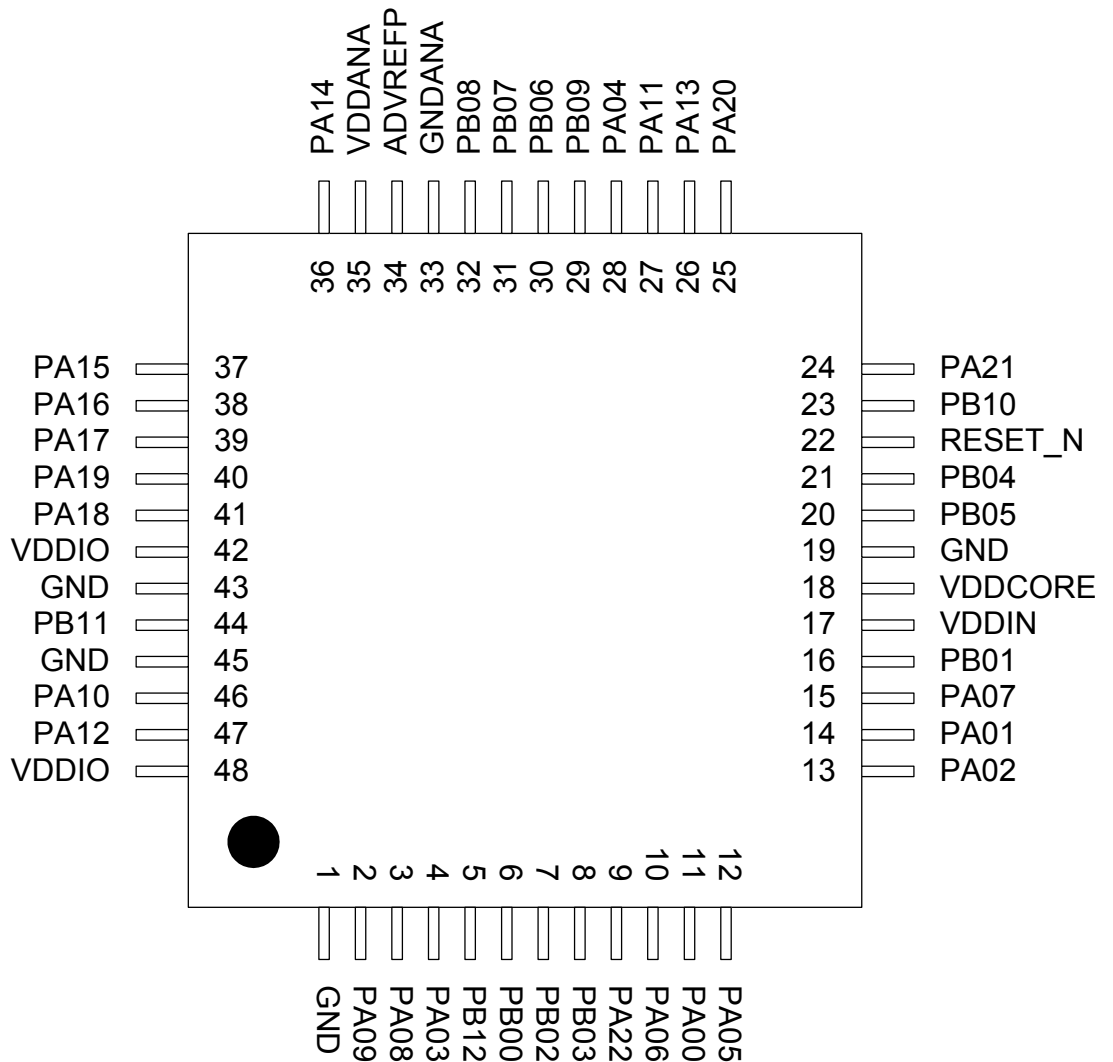 PA14
VDDANA
ADVREFP
GNDANA
PB08
PB07
PB06
PB09
PA04
PA11
PA13
PA20
36
35
34
33
32
31
30
29
28
27
26
25
PA15 37
PA16 38
PA17 39
PA19 40
PA18 41
VDDIO 42
GND 43
PB11 44
GND 45
PA10 46
PA12 47
VDDIO 48
24 PA21
23 PB10
22 RESET_N
21 PB04
20 PB05
19 GND
18 VDDCORE
17 VDDIN
16 PB01
15 PA07
14 PA01
13 PA02
1
2
3
4
5
6
7
8
9
10
11
12
GND
PA09
PA08
PA03
PB12
PB00
PB02
PB03
PA22
PA06
PA00
PA05